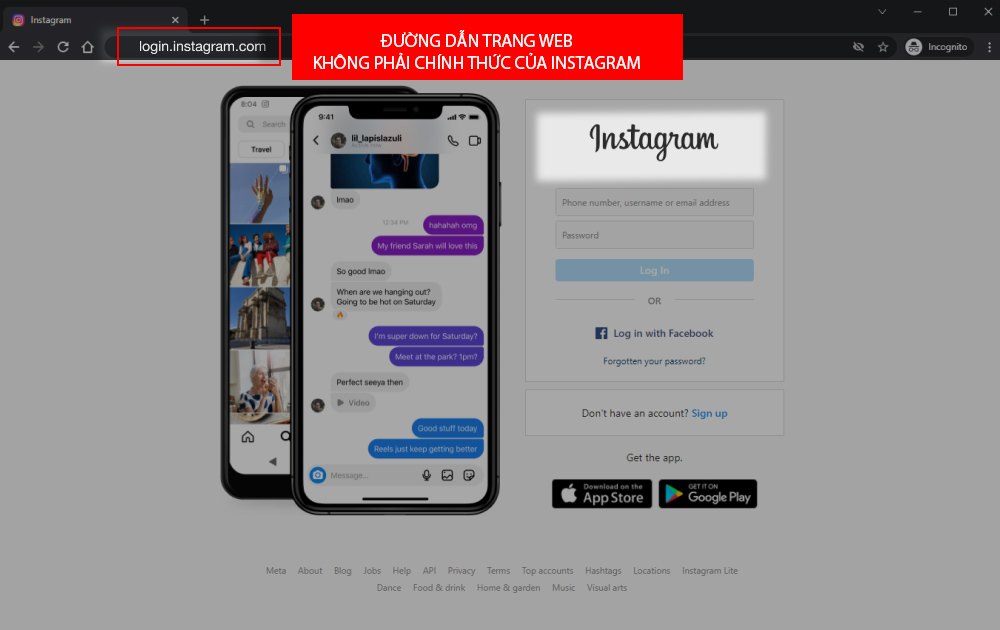 Instagram
login.instagram.com
Incognito
ĐƯỜNG DẪN TRANG WEB
KHÔNG PHẢI CHÍNH THỨC CỦA INSTAGRAM
8:04
Search
Travel
9:41
lil_lapislazuli
Active now
lmao
12:24 PM
hahahah omg
My friend Sarah will love this
So good lmao
When are we hanging out?
Going to be hot on Saturday
I'm super down for Saturday?
Meet at the park? 1pm?
Perfect seeya then
Video
Good stuff today
Reels just keep getting better
Message...
Instagram
Phone number, username or email address
Password
Log In
OR
Log in with Facebook
Forgotten your password?
Don't have an account? Sign up
Get the app.
Download on the
App Store
GET IT ON
Google Play
Meta About Blog Jobs Help API Privacy Terms Top accounts Hashtags Locations Instagram Lite
Dance Food & drink Home & garden Music Visual arts